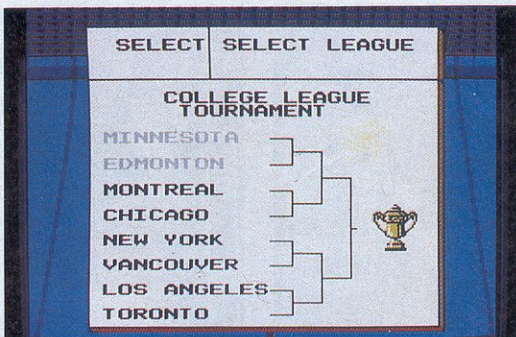 SELECT SELECT LEAGUE
COLLEGE LEAGUE
TOURNAMENT
MINNESOTA
EDMONTON
MONTREAL
CHICAGO
NEW YORK
VANCOUVER
LOS ANGELES
TORONTO